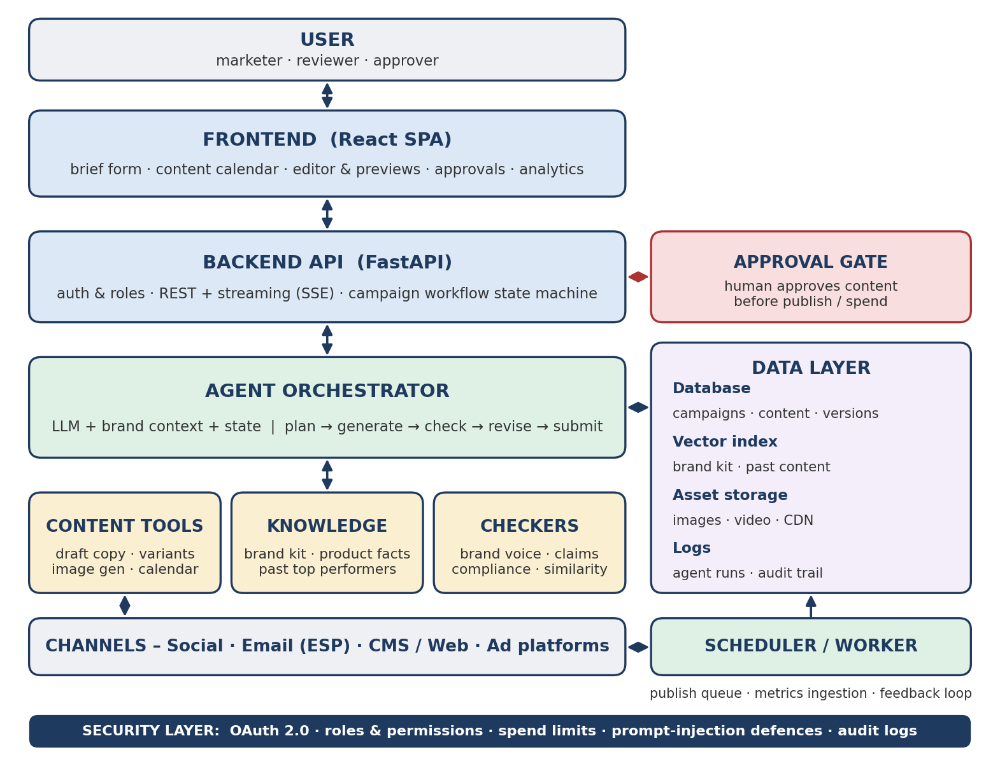 USER
marketer · reviewer · approver
FRONTEND  (React SPA)
brief form · content calendar · editor & previews · approvals · analytics
BACKEND API  (FastAPI)
auth & roles · REST + streaming (SSE) · campaign workflow state machine
APPROVAL GATE
human approves content
before publish / spend
AGENT ORCHESTRATOR
LLM + brand context + state  |  plan → generate → check → revise → submit
DATA LAYER
Database
campaigns · content · versions
Vector index
brand kit · past content
Asset storage
images · video · CDN
Logs
agent runs · audit trail
CONTENT TOOLS
draft copy · variants
image gen · calendar
KNOWLEDGE
brand kit · product facts
past top performers
CHECKERS
brand voice · claims
compliance · similarity
CHANNELS – Social · Email (ESP) · CMS / Web · Ad platforms
SCHEDULER / WORKER
publish queue · metrics ingestion · feedback loop
SECURITY LAYER:  OAuth 2.0 · roles & permissions · spend limits · prompt-injection defences · audit logs